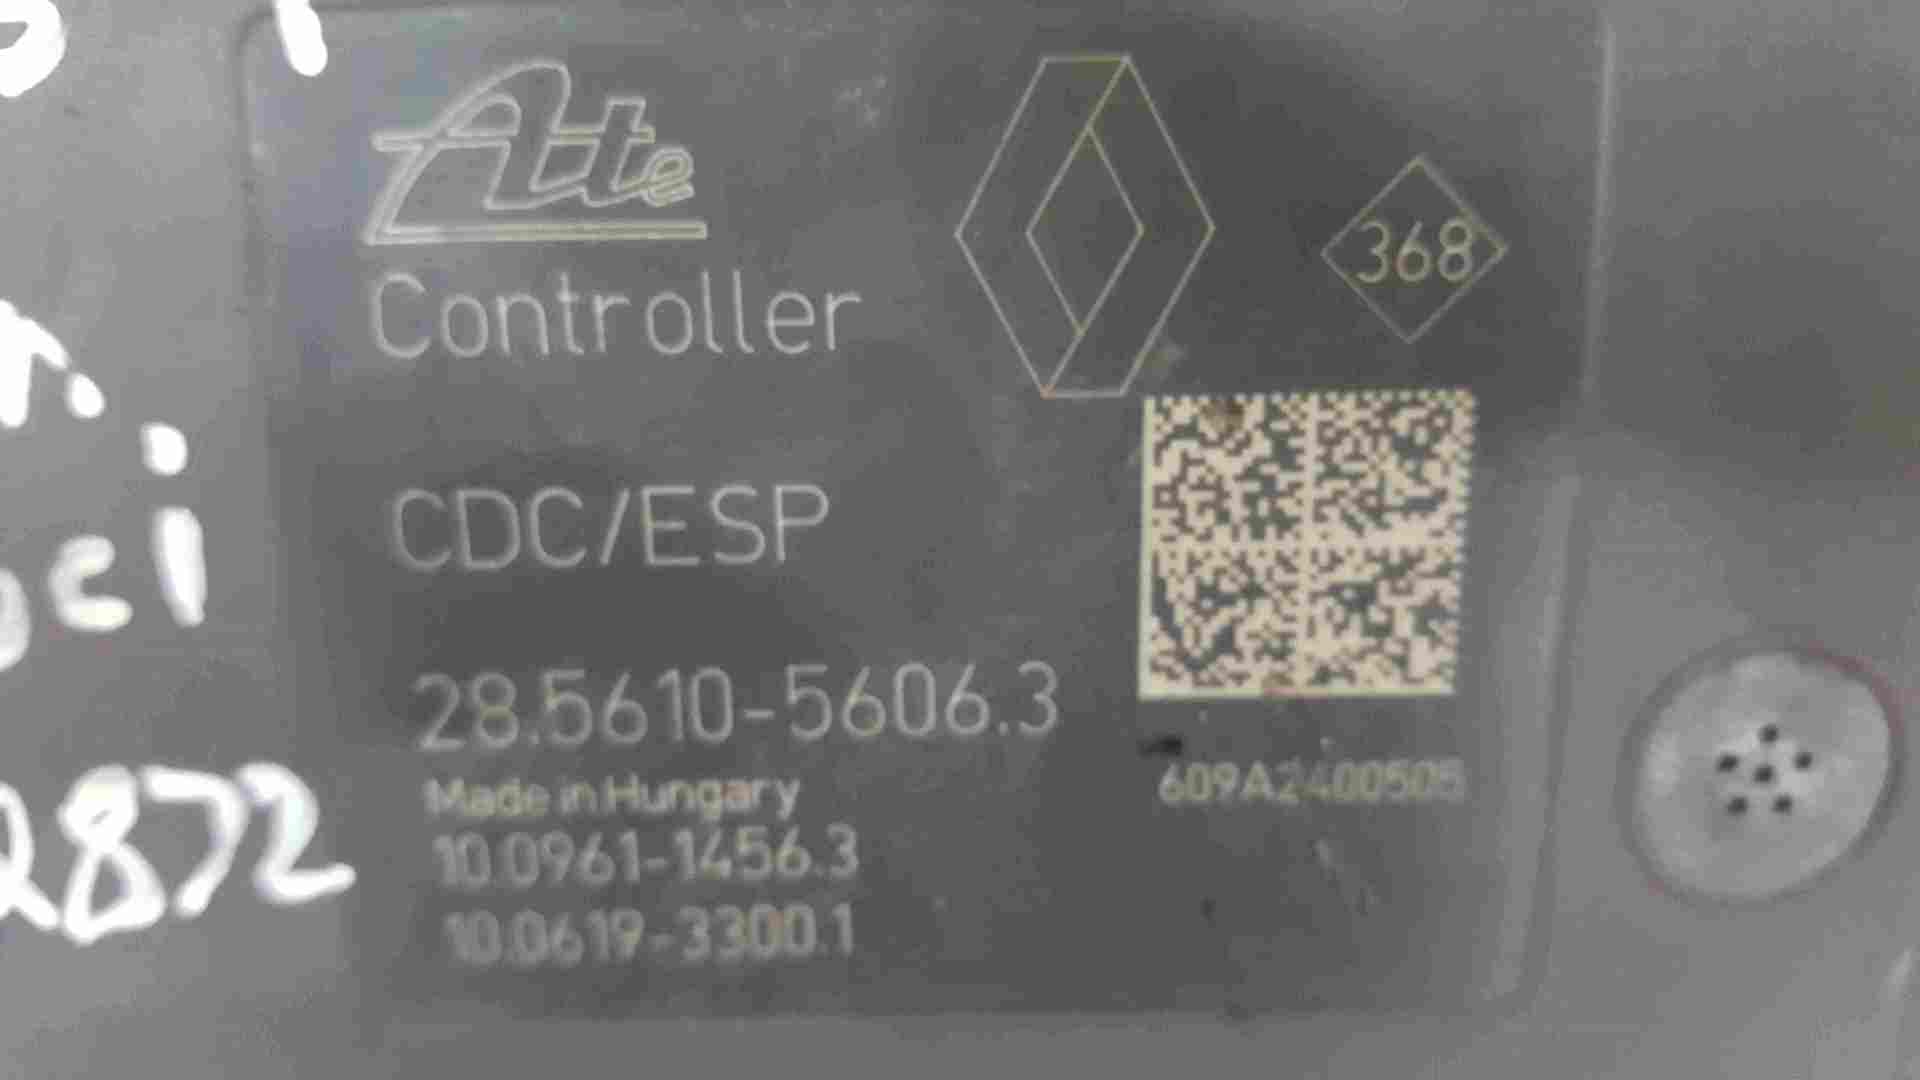 Ate
368
Controller
CDC/ESP
28.5610-5606.3
Made in Hungary
609A2400505
10.0961-1456.3
10.0619-3300.1
2872